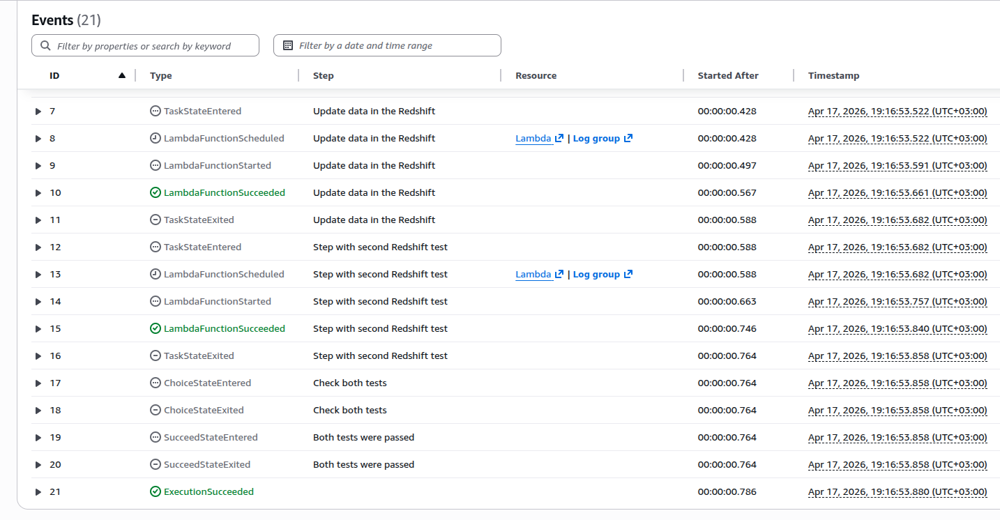 Events (21)
Filter by properties or search by keyword Filter by a date and time range
ID Type Step Resource Started After Timestamp
7 TaskStateEntered Update data in the Redshift 00:00:00.428 Apr 17, 2026, 19:16:53.522 (UTC+03:00)
8 LambdaFunctionScheduled Update data in the Redshift Lambda | Log group 00:00:00.428 Apr 17, 2026, 19:16:53.522 (UTC+03:00)
9 LambdaFunctionStarted Update data in the Redshift 00:00:00.497 Apr 17, 2026, 19:16:53.591 (UTC+03:00)
10 LambdaFunctionSucceeded Update data in the Redshift 00:00:00.567 Apr 17, 2026, 19:16:53.661 (UTC+03:00)
11 TaskStateExited Update data in the Redshift 00:00:00.588 Apr 17, 2026, 19:16:53.682 (UTC+03:00)
12 TaskStateEntered Step with second Redshift test 00:00:00.588 Apr 17, 2026, 19:16:53.682 (UTC+03:00)
13 LambdaFunctionScheduled Step with second Redshift test Lambda | Log group 00:00:00.588 Apr 17, 2026, 19:16:53.682 (UTC+03:00)
14 LambdaFunctionStarted Step with second Redshift test 00:00:00.663 Apr 17, 2026, 19:16:53.757 (UTC+03:00)
15 LambdaFunctionSucceeded Step with second Redshift test 00:00:00.746 Apr 17, 2026, 19:16:53.840 (UTC+03:00)
16 TaskStateExited Step with second Redshift test 00:00:00.764 Apr 17, 2026, 19:16:53.858 (UTC+03:00)
17 ChoiceStateEntered Check both tests 00:00:00.764 Apr 17, 2026, 19:16:53.858 (UTC+03:00)
18 ChoiceStateExited Check both tests 00:00:00.764 Apr 17, 2026, 19:16:53.858 (UTC+03:00)
19 SucceedStateEntered Both tests were passed 00:00:00.764 Apr 17, 2026, 19:16:53.858 (UTC+03:00)
20 SucceedStateExited Both tests were passed 00:00:00.764 Apr 17, 2026, 19:16:53.858 (UTC+03:00)
21 ExecutionSucceeded 00:00:00.786 Apr 17, 2026, 19:16:53.880 (UTC+03:00)